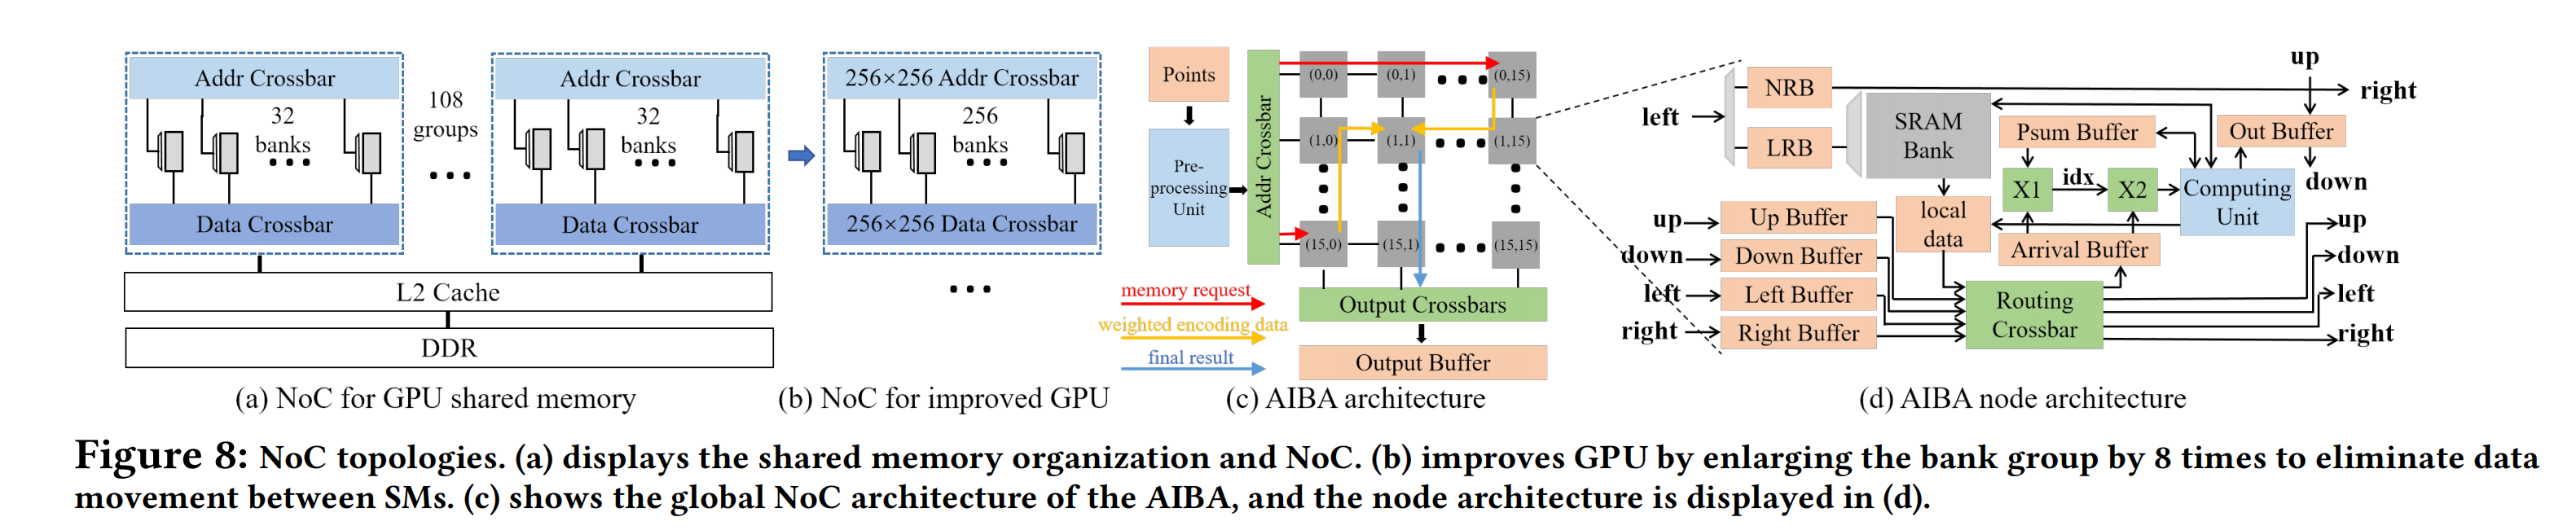 Addr Crossbar
32
banks
Data Crossbar
108
groups
Addr Crossbar
32
banks
Data Crossbar
L2 Cache
DDR
(a) NoC for GPU shared memory
256×256 Addr Crossbar
256
banks
256×256 Data Crossbar
(b) NoC for improved GPU
Points
Pre-
processing
Unit
Addr Crossbar
(0,0)
(0,1)
(0,15)
(1,0)
(1,1)
(1,15)
(15,0)
(15,1)
(15,15)
memory request
weighted encoding data
final result
Output Crossbars
Output Buffer
(c) AIBA architecture
left
NRB
LRB
SRAM
Bank
right
up
Psum Buffer
Out Buffer
X1
idx
X2
Computing
Unit
down
local
data
Arrival Buffer
up
Up Buffer
down
Down Buffer
left
Left Buffer
right
Right Buffer
Routing
Crossbar
up
down
left
right
(d) AIBA node architecture
Figure 8: NoC topologies. (a) displays the shared memory organization and NoC. (b) improves GPU by enlarging the bank group by 8 times to eliminate data
movement between SMs. (c) shows the global NoC architecture of the AIBA, and the node architecture is displayed in (d).